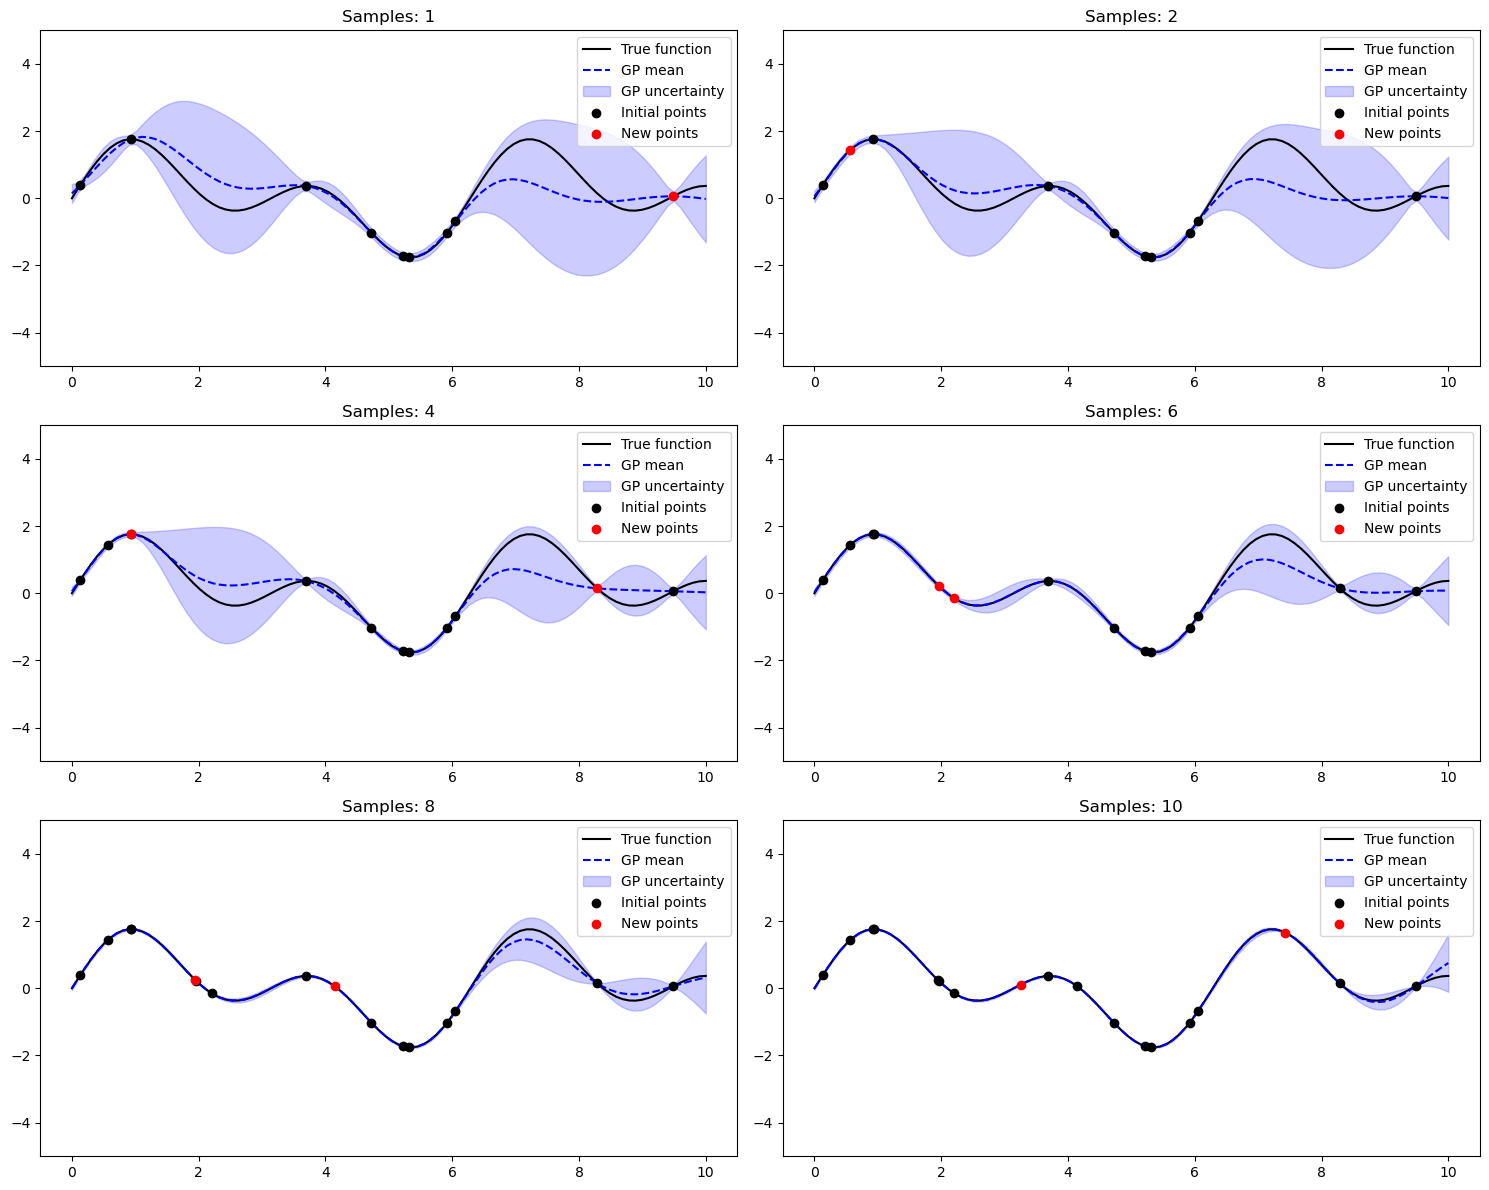 Samples: 1
True function
GP mean
GP uncertainty
Initial points
New points
4
2
0
−2
−4
0 2 4 6 8 10
Samples: 2
True function
GP mean
GP uncertainty
Initial points
New points
4
2
0
−2
−4
0 2 4 6 8 10
Samples: 4
True function
GP mean
GP uncertainty
Initial points
New points
4
2
0
−2
−4
0 2 4 6 8 10
Samples: 6
True function
GP mean
GP uncertainty
Initial points
New points
4
2
0
−2
−4
0 2 4 6 8 10
Samples: 8
True function
GP mean
GP uncertainty
Initial points
New points
4
2
0
−2
−4
0 2 4 6 8 10
Samples: 10
True function
GP mean
GP uncertainty
Initial points
New points
4
2
0
−2
−4
0 2 4 6 8 10